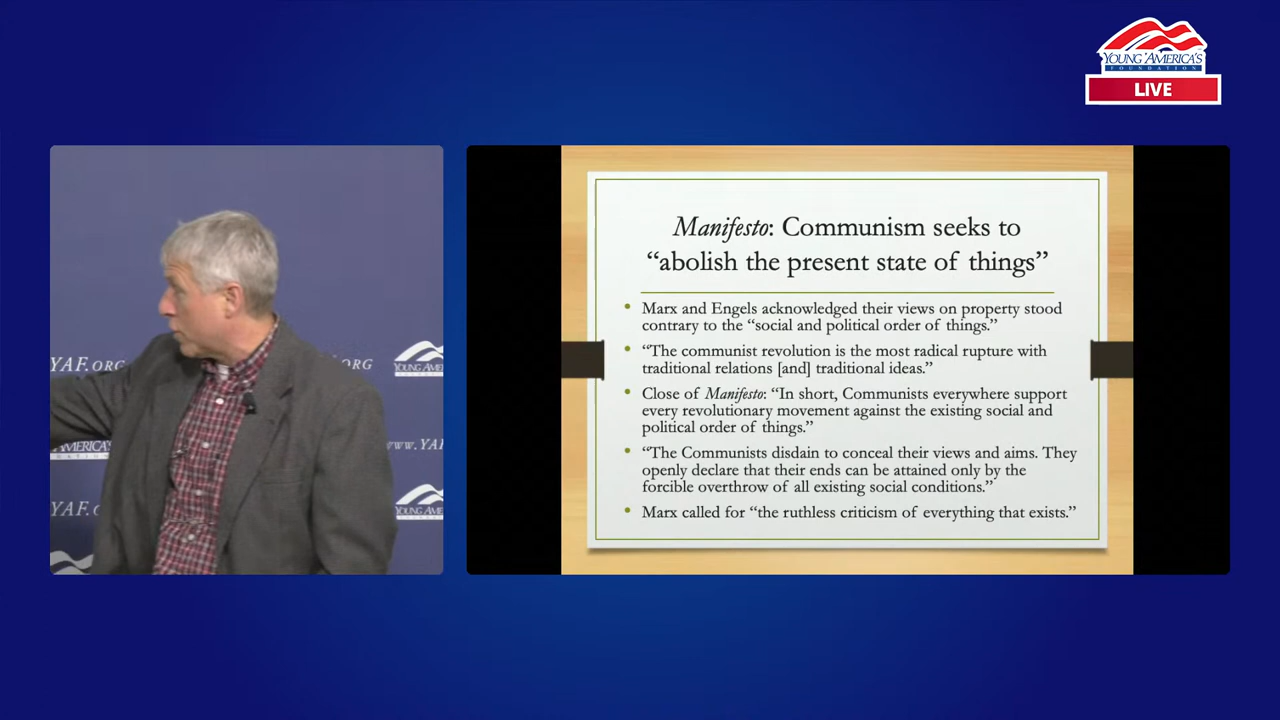 YOUNG AMERICA'S
FOUNDATION
LIVE
YAF.ORG
ORG
YOUNG AME
AMERICA'S
www.YAF
YAF.
YOUNG AME
Manifesto: Communism seeks to
“abolish the present state of things”
• Marx and Engels acknowledged their views on property stood
contrary to the “social and political order of things.”
• “The communist revolution is the most radical rupture with
traditional relations [and] traditional ideas.”
• Close of Manifesto: “In short, Communists everywhere support
every revolutionary movement against the existing social and
political order of things.”
• “The Communists disdain to conceal their views and aims. They
openly declare that their ends can be attained only by the
forcible overthrow of all existing social conditions.”
• Marx called for “the ruthless criticism of everything that exists.”